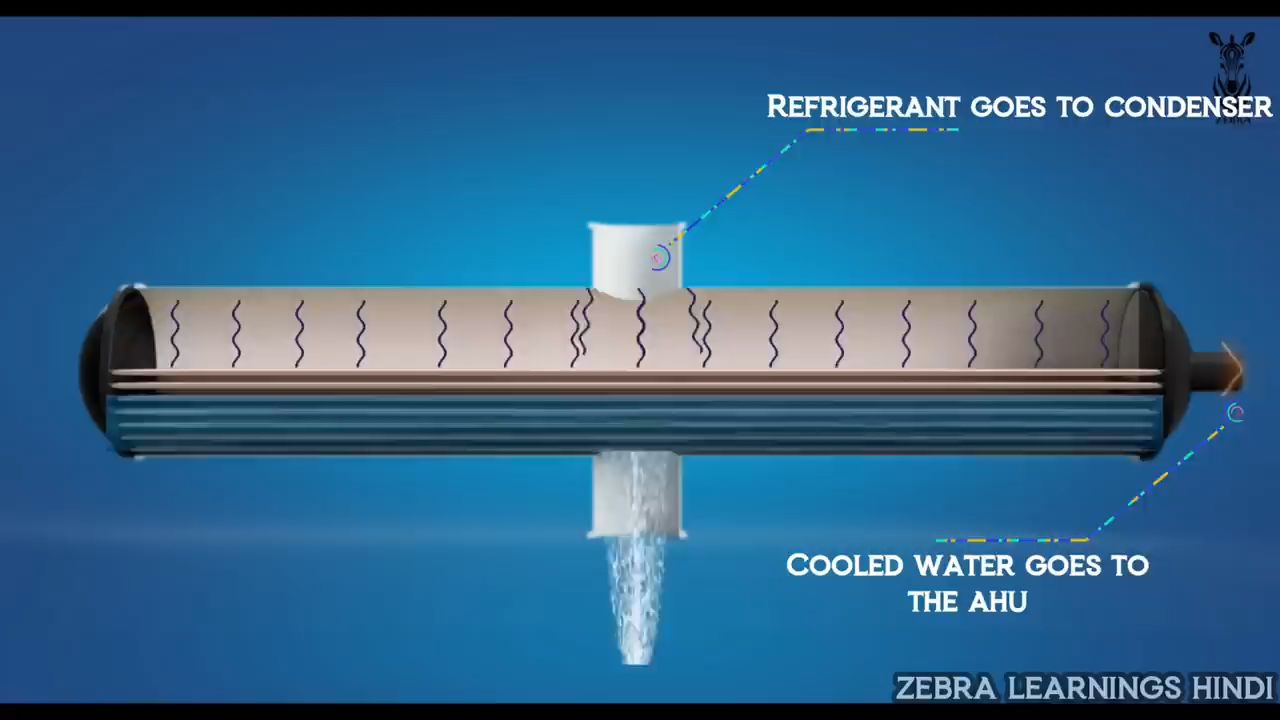 Refrigerant goes to condenser
Cooled water goes to
the AHU
ZEBRA LEARNINGS HINDI